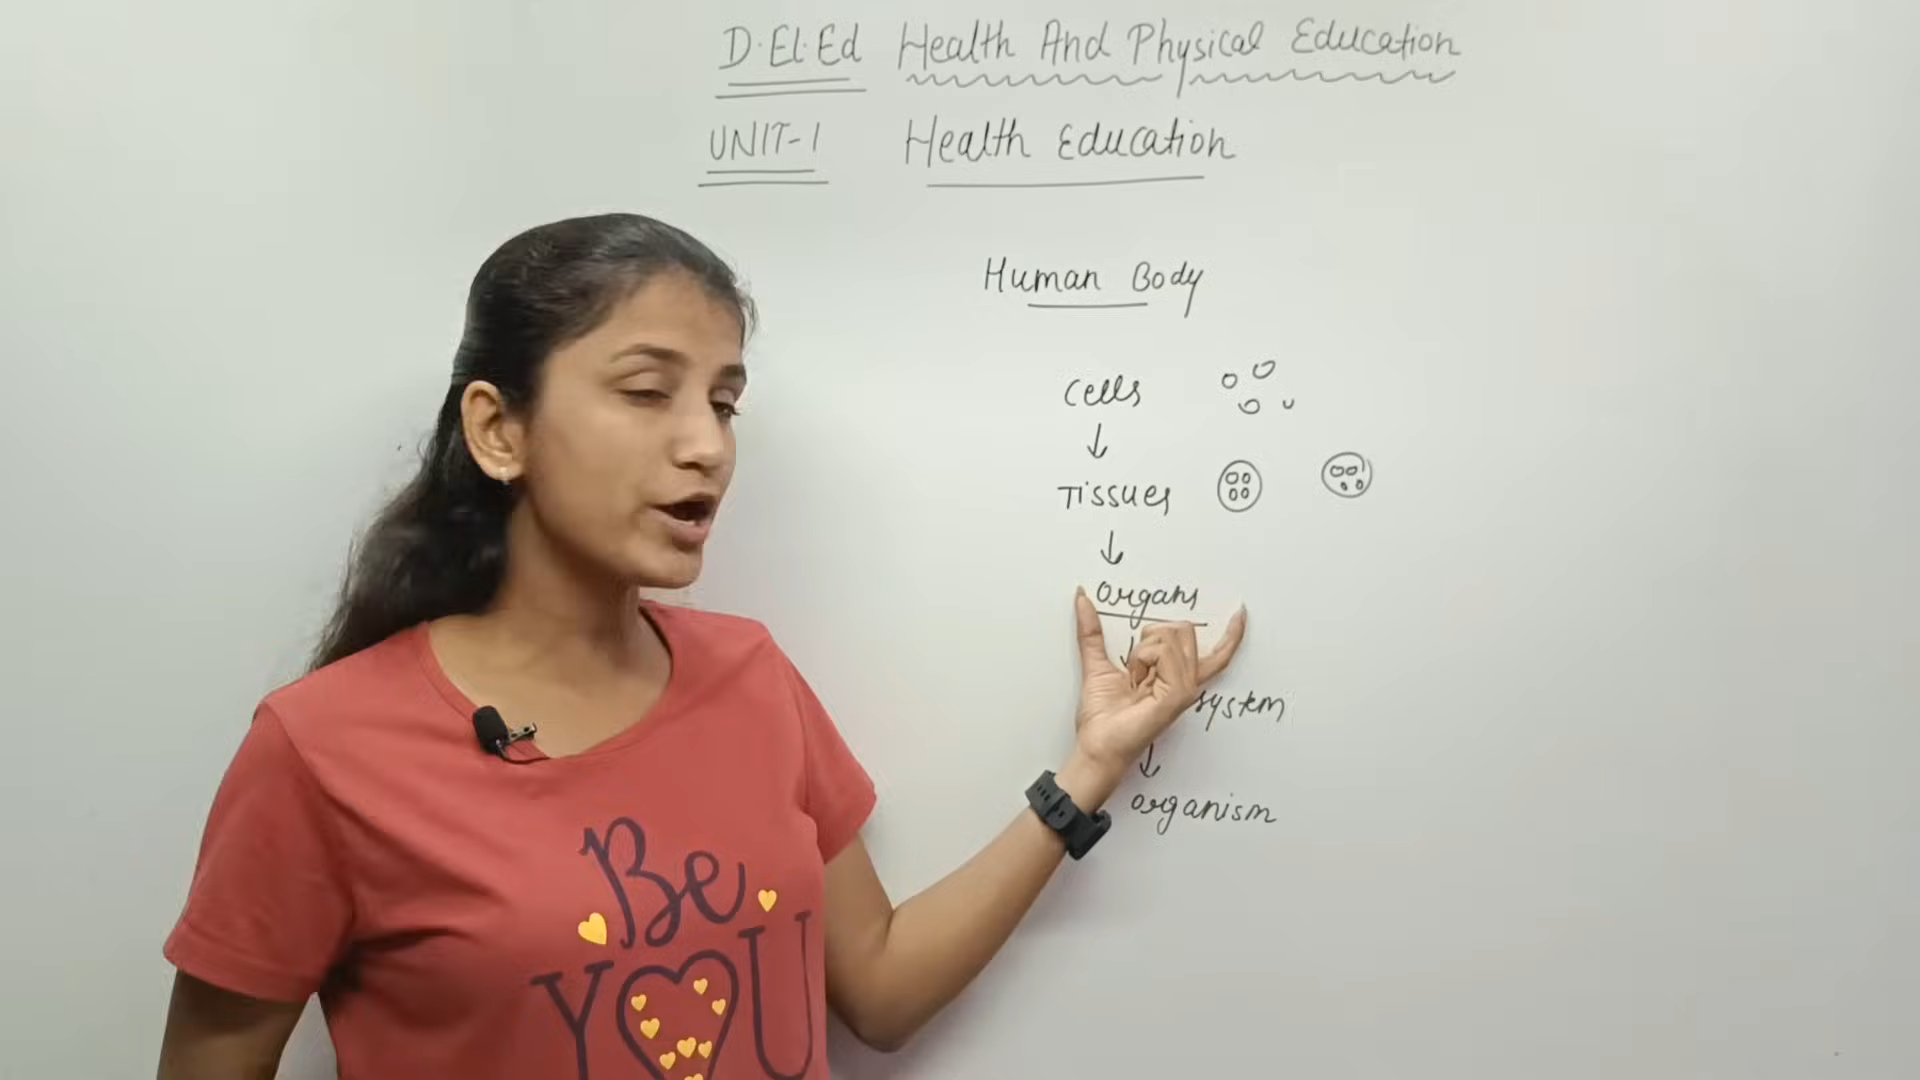 D.El.Ed Health And Physical Education
UNIT-1 Health Education
Human Body
Cells
Tissues
Organs
system
organism
Be
YOU